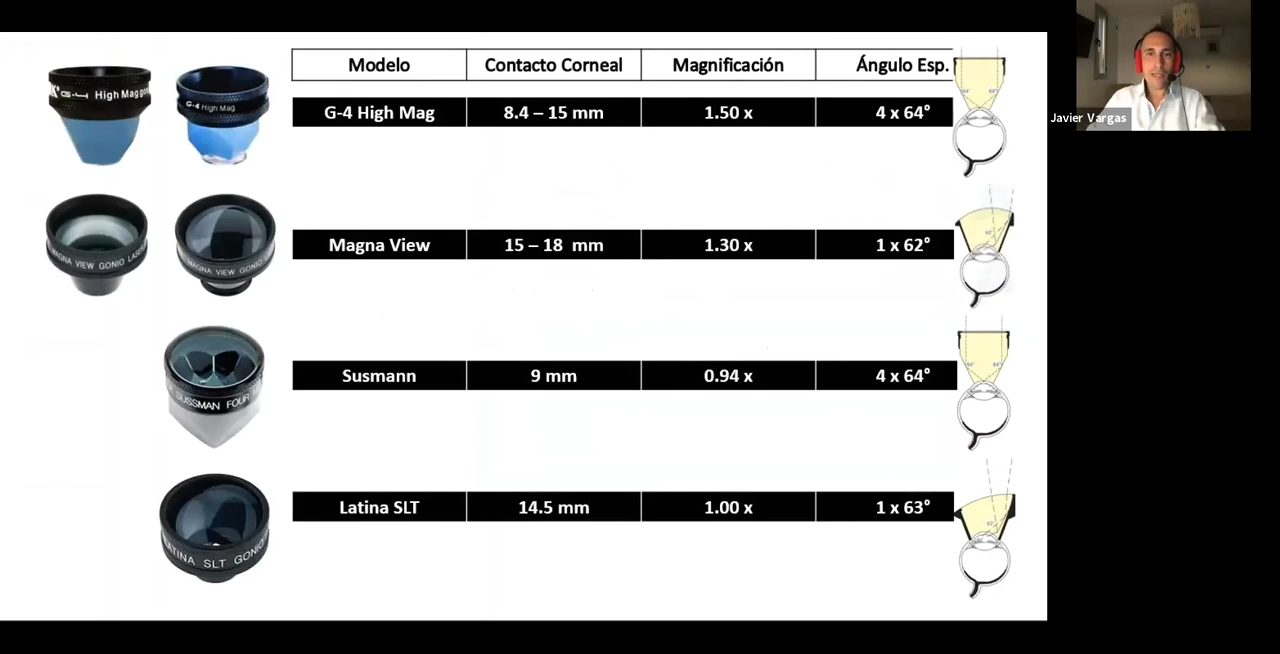 Modelo Contacto Corneal Magnificación Ángulo Esp.
G-4 High Mag 8.4 – 15 mm 1.50 x 4 x 64°
Magna View 15 – 18 mm 1.30 x 1 x 62°
Susmann 9 mm 0.94 x 4 x 64°
Latina SLT 14.5 mm 1.00 x 1 x 63°
G-4 High Mag
G-4 High Mag
MAGNA VIEW GONIO LASER
MAGNA VIEW GONIO
SUSSMAN FOUR
LATINA SLT GONIO
Javier Vargas